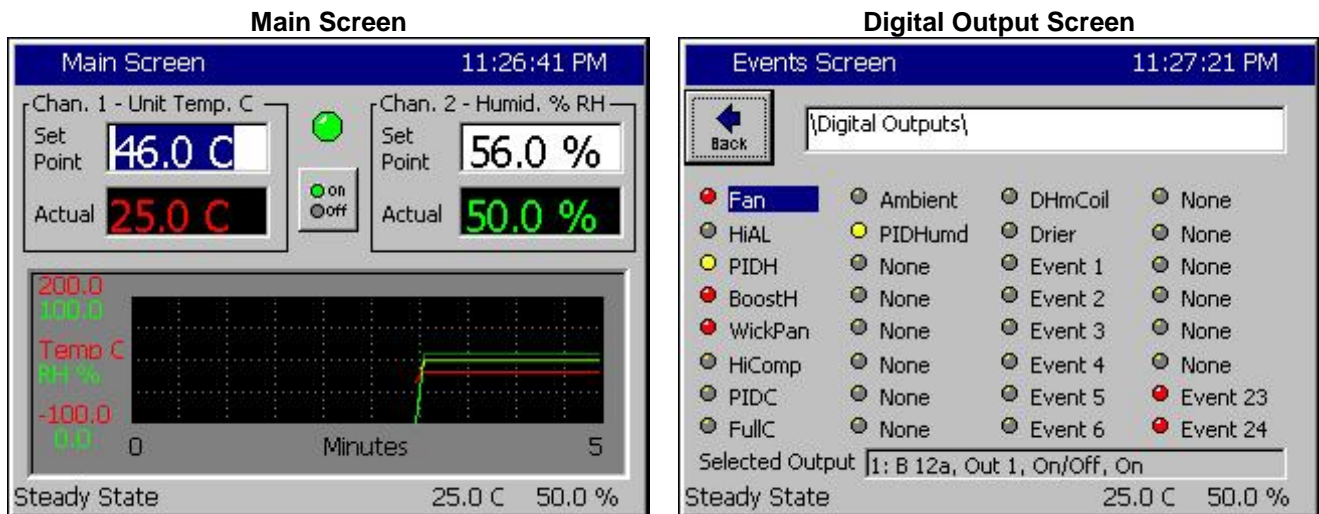 Main Screen
Main Screen 11:26:41 PM
Chan. 1 - Unit Temp. C
Set Point 46.0 C
Actual 25.0 C
on
off
Chan. 2 - Humid. % RH
Set Point 56.0 %
Actual 50.0 %
200.0
100.0
Temp C
RH %
-100.0
0.0
0 Minutes 5
Steady State 25.0 C 50.0 %
Digital Output Screen
Events Screen 11:27:21 PM
Back
\Digital Outputs\
Fan Ambient DHmCoil None
HiAL PIDHumd Drier None
PIDH None Event 1 None
BoostH None Event 2 None
WickPan None Event 3 None
HiComp None Event 4 None
PIDC None Event 5 Event 23
FullC None Event 6 Event 24
Selected Output 1: B 12a, Out 1, On/Off, On
Steady State 25.0 C 50.0 %